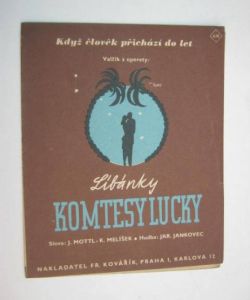 Když člověk přichází do let
Valčík z operety:
Líbánky
KOMTESY LUCKY
Slova: J. MOTTL - K. MELÍŠEK • Hudba: JAR. JANKOVEC
NAKLADATEL FR. KOVÁŘÍK, PRAHA I, KARLOVA 12